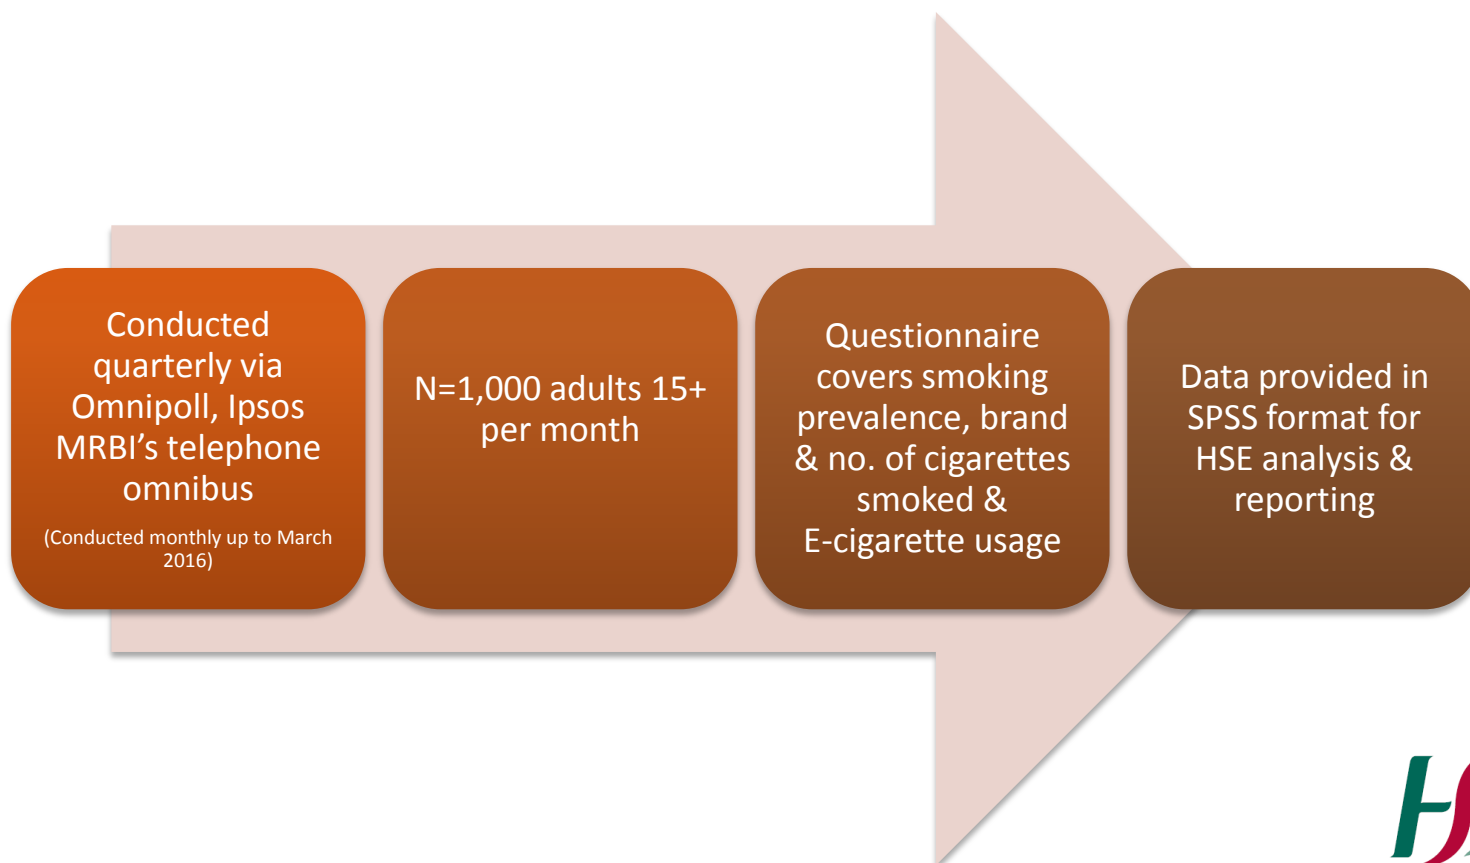 Conducted
quarterly via
Omnipoll, Ipsos
MRBI’s telephone
omnibus
(Conducted monthly up to March
2016)
N=1,000 adults 15+
per month
Questionnaire
covers smoking
prevalence, brand
& no. of cigarettes
smoked &
E-cigarette usage
Data provided in
SPSS format for
HSE analysis &
reporting